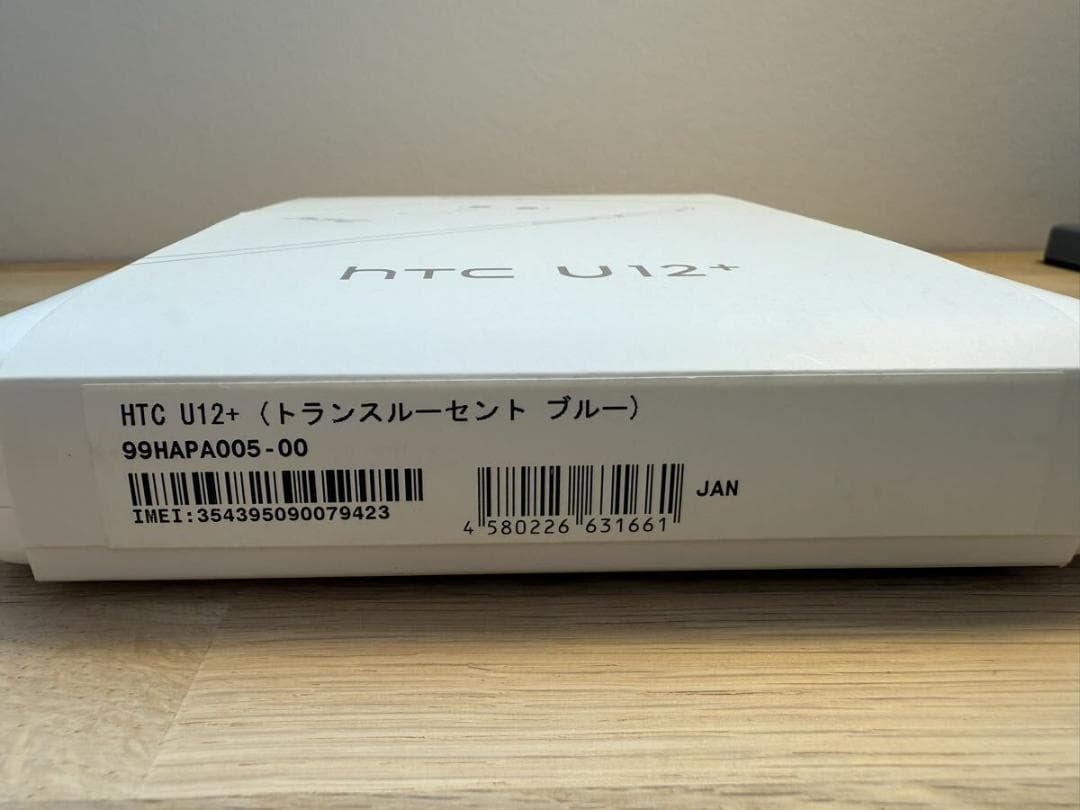 hTC U12+
HTC U12+ (トランスルーセント ブルー)
99HAPA005-00
IMEI:354395090079423
4 580226 631661
JAN